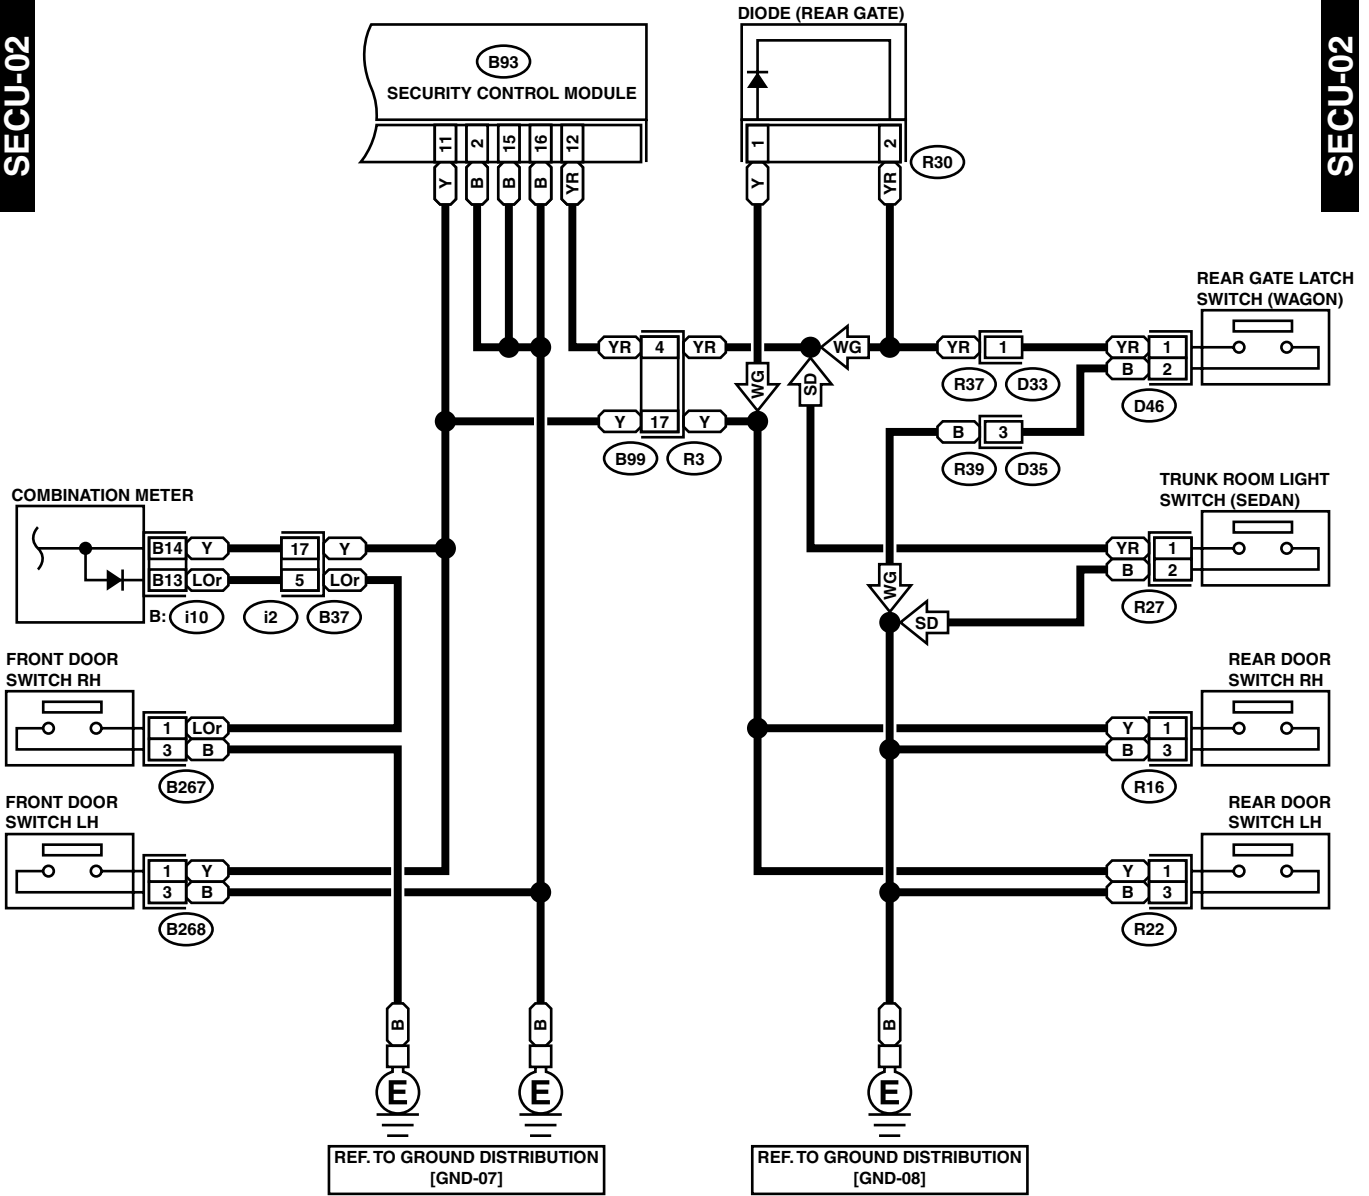 SECU-02
SECU-02
DIODE (REAR GATE)
B93
SECURITY CONTROL MODULE
11 2 15 16 12
Y B B B YR
1 2
Y YR
R30
REAR GATE LATCH
SWITCH (WAGON)
YR 4 YR
WG
YR 1
YR 1
B 2
R37 D33
D46
WG
SD
Y 17 Y
B99 R3
B 3
R39 D35
COMBINATION METER
B14 Y
17 Y
B13 LOr
5 LOr
B: i10
i2 B37
TRUNK ROOM LIGHT
SWITCH (SEDAN)
YR 1
B 2
R27
WG
SD
FRONT DOOR
SWITCH RH
1 LOr
3 B
B267
REAR DOOR
SWITCH RH
Y 1
B 3
R16
FRONT DOOR
SWITCH LH
1 Y
3 B
B268
REAR DOOR
SWITCH LH
Y 1
B 3
R22
B B B
E E E
REF. TO GROUND DISTRIBUTION
[GND-07]
REF. TO GROUND DISTRIBUTION
[GND-08]